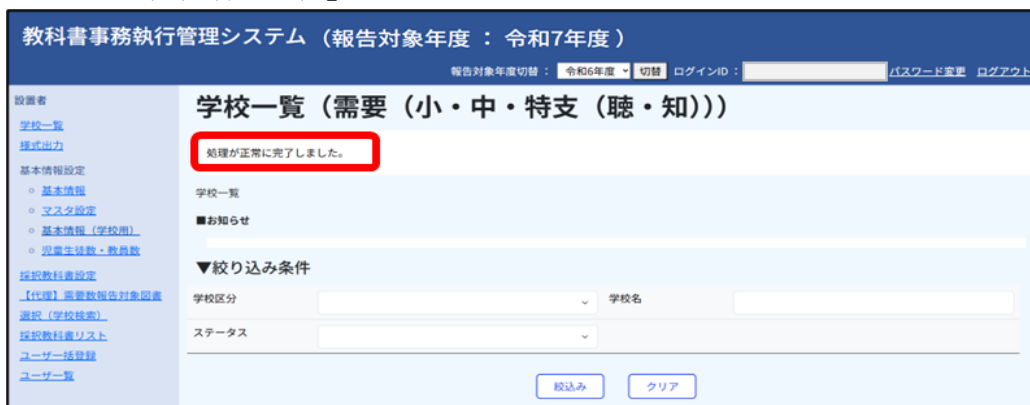 教科書事務執行管理システム（報告対象年度 ： 令和7年度 ）
報告対象年度切替 ： 令和6年度 切替 ログインID ： パスワード変更 ログアウト
設置者
学校一覧
様式出力
基本情報設定
基本情報
マスタ設定
基本情報（学校用）
児童生徒数・教員数
採択教科書設定
【代理】需要数報告対象図書
選択（学校検索）
採択教科書リスト
ユーザー括登録
ユーザ一覧
学校一覧（需要（小・中・特支（聴・知）））
処理が正常に完了しました。
学校一覧
■お知らせ
▼絞り込み条件
学校区分 学校名
ステータス
絞込み クリア